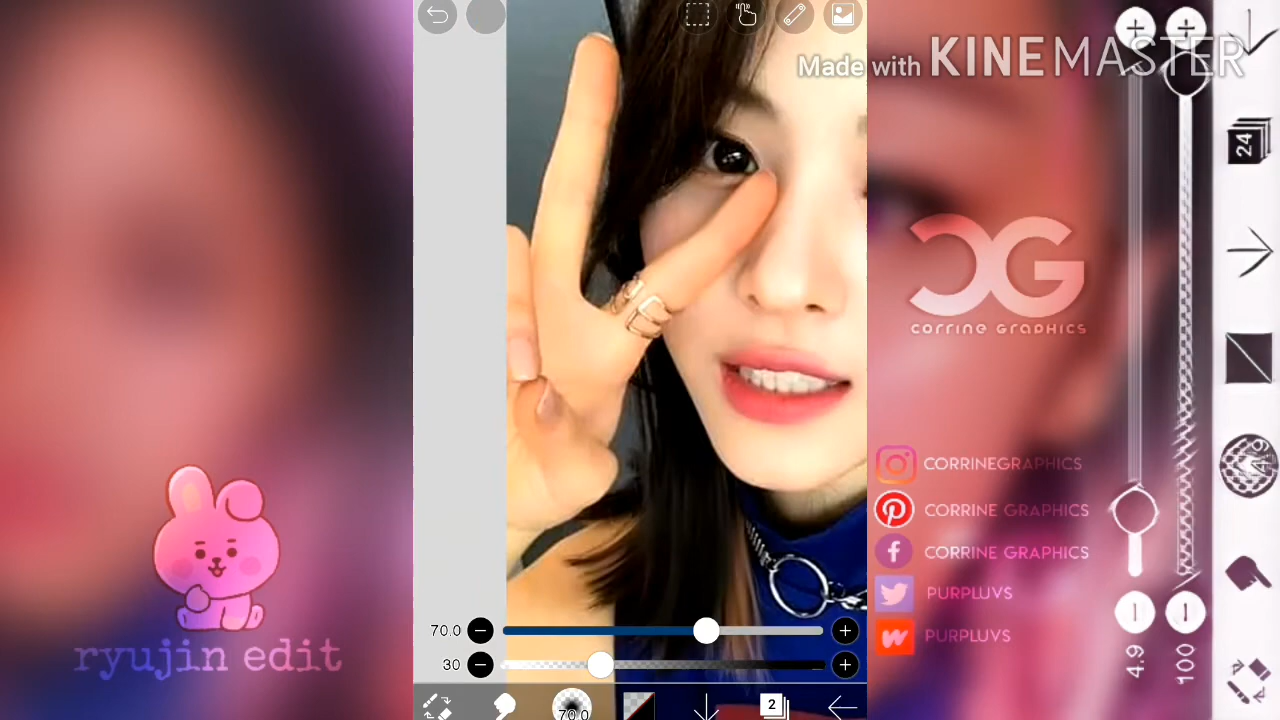 Made with KINEMASTER
24
CG
CORRINE GRAPHICS
CORRINEGRAPHICS
CORRINE GRAPHICS
CORRINE GRAPHICS
PURPLUVS
PURPLUVS
ryujin edit
70.0
30
70.0
2
4.9
100